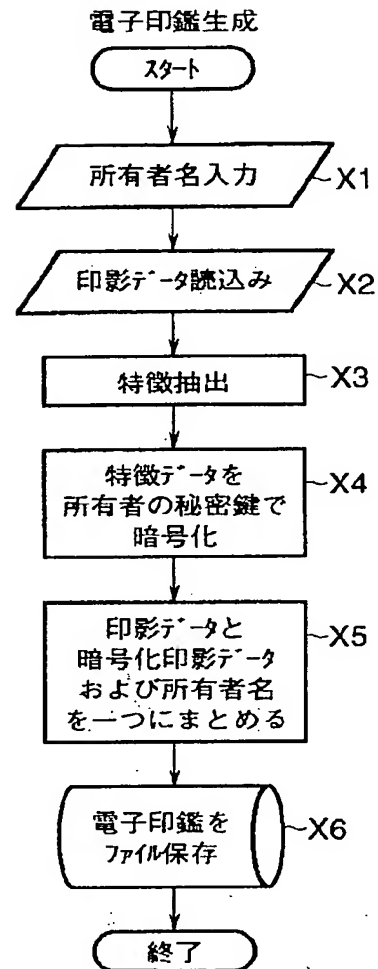 電子印鑑生成
スタート
所有者名入力
X1
印影データ読込み
X2
特徴抽出
X3
特徴データを
所有者の秘密鍵で
暗号化
X4
印影データと
暗号化印影データ
および所有者名
を一つにまとめる
X5
電子印鑑を
ファイル保存
X6
終了